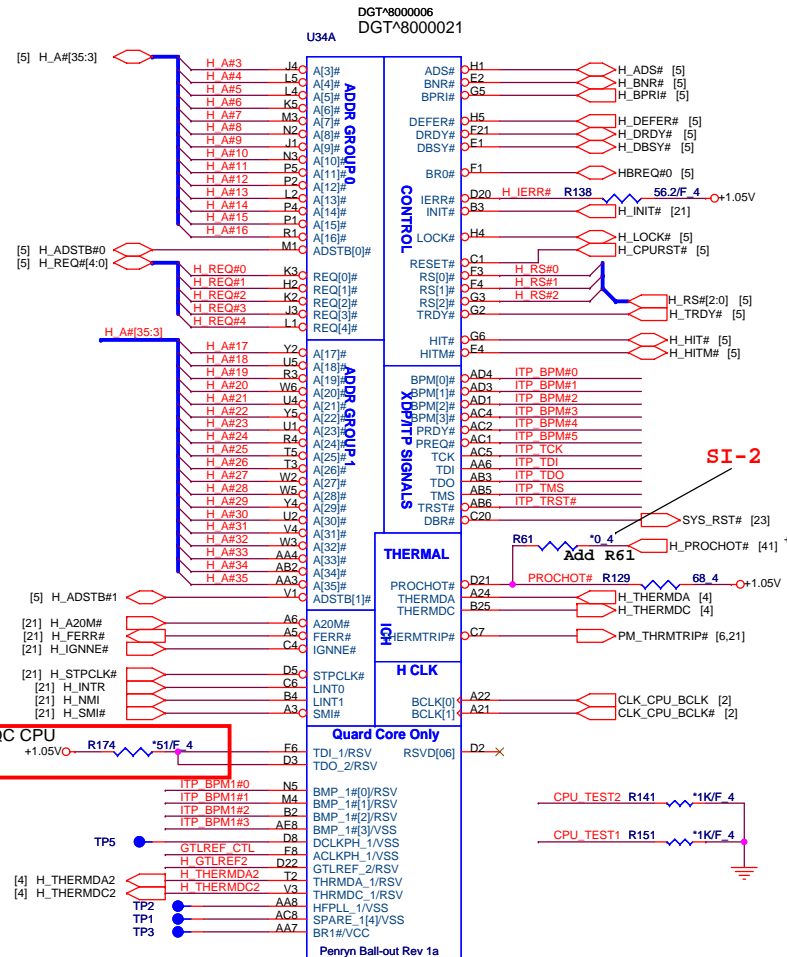 DGT^8000006
DGT^8000021
U34A
[5] H_A#[35:3]
H_A#3 J4 A[3]#
H_A#4 L5 A[4]#
H_A#5 L4 A[5]#
H_A#6 K5 A[6]#
H_A#7 M3 A[7]#
H_A#8 N2 A[8]#
H_A#9 J1 A[9]#
H_A#10 N3 A[10]#
H_A#11 P5 A[11]#
H_A#12 P2 A[12]#
H_A#13 L2 A[13]#
H_A#14 P4 A[14]#
H_A#15 P1 A[15]#
H_A#16 R1 A[16]#
[5] H_ADSTB#0 M1 ADSTB[0]#
[5] H_REQ#[4:0]
H_REQ#0 K3 REQ[0]#
H_REQ#1 H2 REQ[1]#
H_REQ#2 K2 REQ[2]#
H_REQ#3 J3 REQ[3]#
H_REQ#4 L1 REQ[4]#
ADDR GROUP 0
H_A#[35:3]
H_A#17 Y2 A[17]#
H_A#18 U5 A[18]#
H_A#19 R3 A[19]#
H_A#20 W6 A[20]#
H_A#21 U4 A[21]#
H_A#22 Y5 A[22]#
H_A#23 U1 A[23]#
H_A#24 R4 A[24]#
H_A#25 T5 A[25]#
H_A#26 T3 A[26]#
H_A#27 W2 A[27]#
H_A#28 W5 A[28]#
H_A#29 Y4 A[29]#
H_A#30 U2 A[30]#
H_A#31 V4 A[31]#
H_A#32 W3 A[32]#
H_A#33 AA4 A[33]#
H_A#34 AB2 A[34]#
H_A#35 AA3 A[35]#
[5] H_ADSTB#1 V1 ADSTB[1]#
ADDR GROUP 1
[21] H_A20M# A6 A20M#
[21] H_FERR# A5 FERR#
[21] H_IGNNE# C4 IGNNE#
[21] H_STPCLK# D5 STPCLK#
[21] H_INTR C6 LINT0
[21] H_NMI B4 LINT1
[21] H_SMI# A3 SMI#
ICH
CONTROL
ADS# H1 H_ADS# [5]
BNR# E2 H_BNR# [5]
BPRI# G5 H_BPRI# [5]
DEFER# H5 H_DEFER# [5]
DRDY# F21 H_DRDY# [5]
DBSY# E1 H_DBSY# [5]
BR0# F1 HBREQ#0 [5]
IERR# D20 H_IERR# R138 56.2/F_4 +1.05V
INIT# B3 H_INIT# [21]
LOCK# H4 H_LOCK# [5]
RESET# C1 H_CPURST# [5]
RS[0]# F3 H_RS#0
RS[1]# F4 H_RS#1
RS[2]# G3 H_RS#2
H_RS#[2:0] [5]
TRDY# G2 H_TRDY# [5]
HIT# G6 H_HIT# [5]
HITM# E4 H_HITM# [5]
XDP/ITP SIGNALS
BPM[0]# AD4 ITP_BPM#0
BPM[1]# AD3 ITP_BPM#1
BPM[2]# AD1 ITP_BPM#2
BPM[3]# AC4 ITP_BPM#3
PRDY# AC2 ITP_BPM#4
PREQ# AC1 ITP_BPM#5
TCK AC5 ITP_TCK
TDI AA6 ITP_TDI
TDO AB3 ITP_TDO
TMS AB5 ITP_TMS
TRST# AB6 ITP_TRST#
DBR# C20 SYS_RST# [23]
SI-2
THERMAL
R61 *0_4 H_PROCHOT# [41]
Add R61
PROCHOT# D21 PROCHOT# R129 68_4 +1.05V
THERMDA A24 H_THERMDA [4]
THERMDC B25 H_THERMDC [4]
THERMTRIP# C7 PM_THRMTRIP# [6,21]
H CLK
BCLK[0] A22 CLK_CPU_BCLK [2]
BCLK[1] A21 CLK_CPU_BCLK# [2]
Quard Core Only
QC CPU
+1.05V R174 *51/F_4
F6 TDI_1/RSV
D3 TDO_2/RSV
RSVD[06] D2
ITP_BPM1#0 N5 BMP_1#[0]/RSV
ITP_BPM1#1 M4 BMP_1#[1]/RSV
ITP_BPM1#2 B2 BMP_1#[2]/RSV
ITP_BPM1#3 AE8 BMP_1#[3]/VSS
TP5 D8 DCLKPH_1/VSS
GTLREF_CTL F8 ACLKPH_1/VSS
H_GTLREF2 D22 GTLREF_2/RSV
[4] H_THERMDA2 H_THERMDA2 T2 THRMDA_1/RSV
[4] H_THERMDC2 H_THERMDC2 V3 THRMDC_1/RSV
TP2 AA8 HFPLL_1/VSS
TP1 AC8 SPARE_1[4]/VSS
TP3 AA7 BR1#/VCC
Penryn Ball-out Rev 1a
CPU_TEST2 R141 *1K/F_4
CPU_TEST1 R151 *1K/F_4